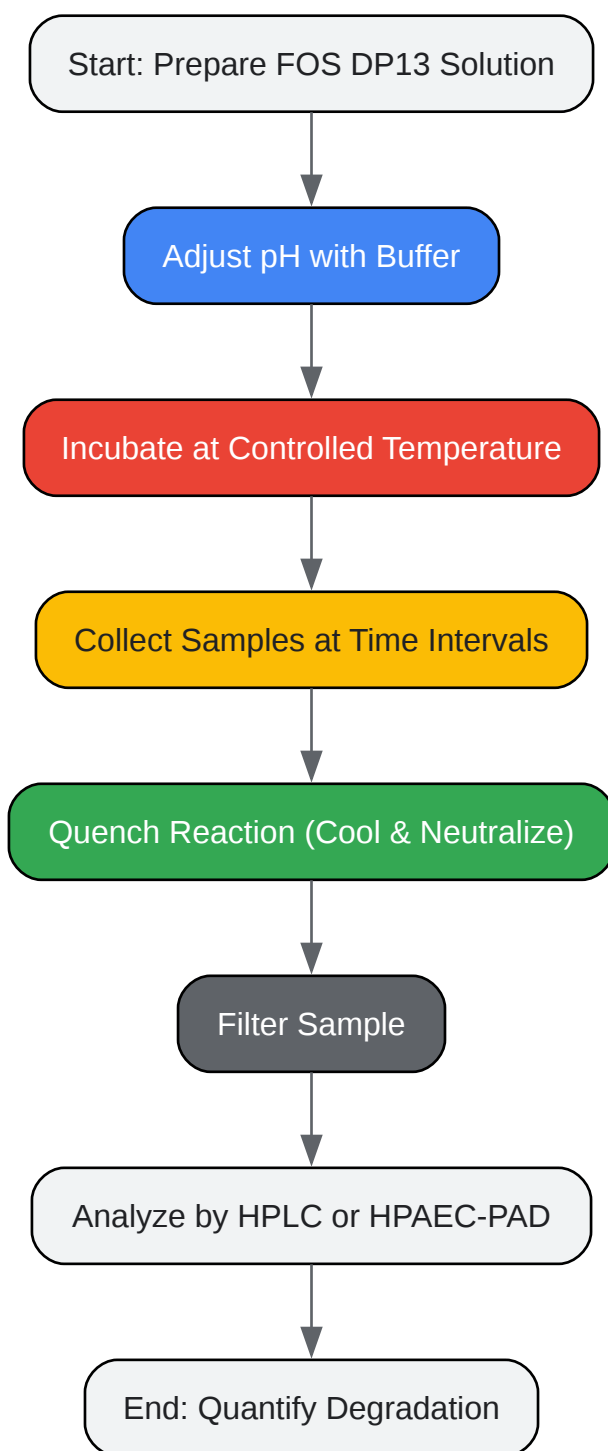 Start: Prepare FOS DP13 Solution
Adjust pH with Buffer
Incubate at Controlled Temperature
Collect Samples at Time Intervals
Quench Reaction (Cool & Neutralize)
Filter Sample
Analyze by HPLC or HPAEC-PAD
End: Quantify Degradation